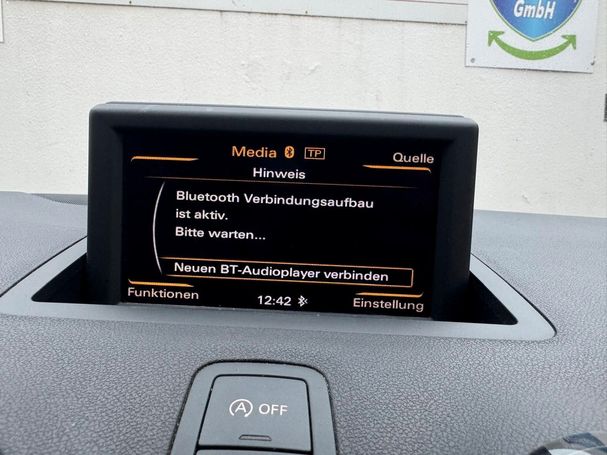 GmbH
Media TP
Quelle
Hinweis
Bluetooth Verbindungsaufbau
ist aktiv.
Bitte warten...
Neuen BT-Audioplayer verbinden
Funktionen
12:42
Einstellung
A OFF